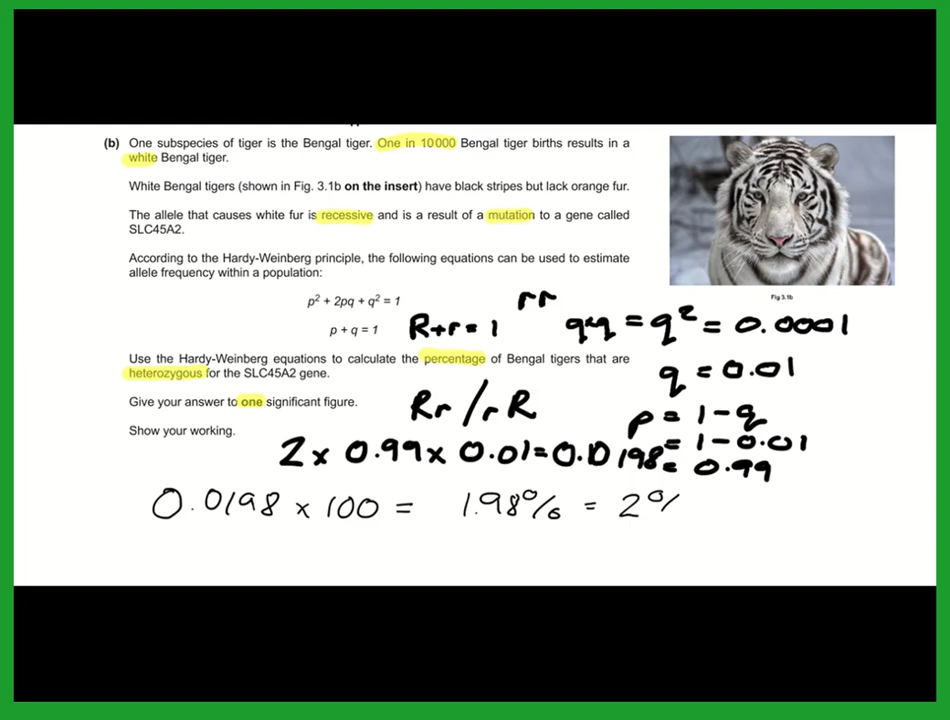 (b) One subspecies of tiger is the Bengal tiger. One in 10 000 Bengal tiger births results in a
white Bengal tiger.
White Bengal tigers (shown in Fig. 3.1b on the insert) have black stripes but lack orange fur.
The allele that causes white fur is recessive and is a result of a mutation to a gene called
SLC45A2.
According to the Hardy-Weinberg principle, the following equations can be used to estimate
allele frequency within a population:
p² + 2pq + q² = 1
rr
Fig 3.1b
p + q = 1
R+r = 1
q×q = q² = 0.0001
Use the Hardy-Weinberg equations to calculate the percentage of Bengal tigers that are
heterozygous for the SLC45A2 gene.
q = 0.01
Give your answer to one significant figure.
Rr / rR
p = 1-q
Show your working.
= 1-0.01
2 x 0.99 x 0.01 = 0.0198
= 0.99
0.0198 x 100 = 1.98% = 2%